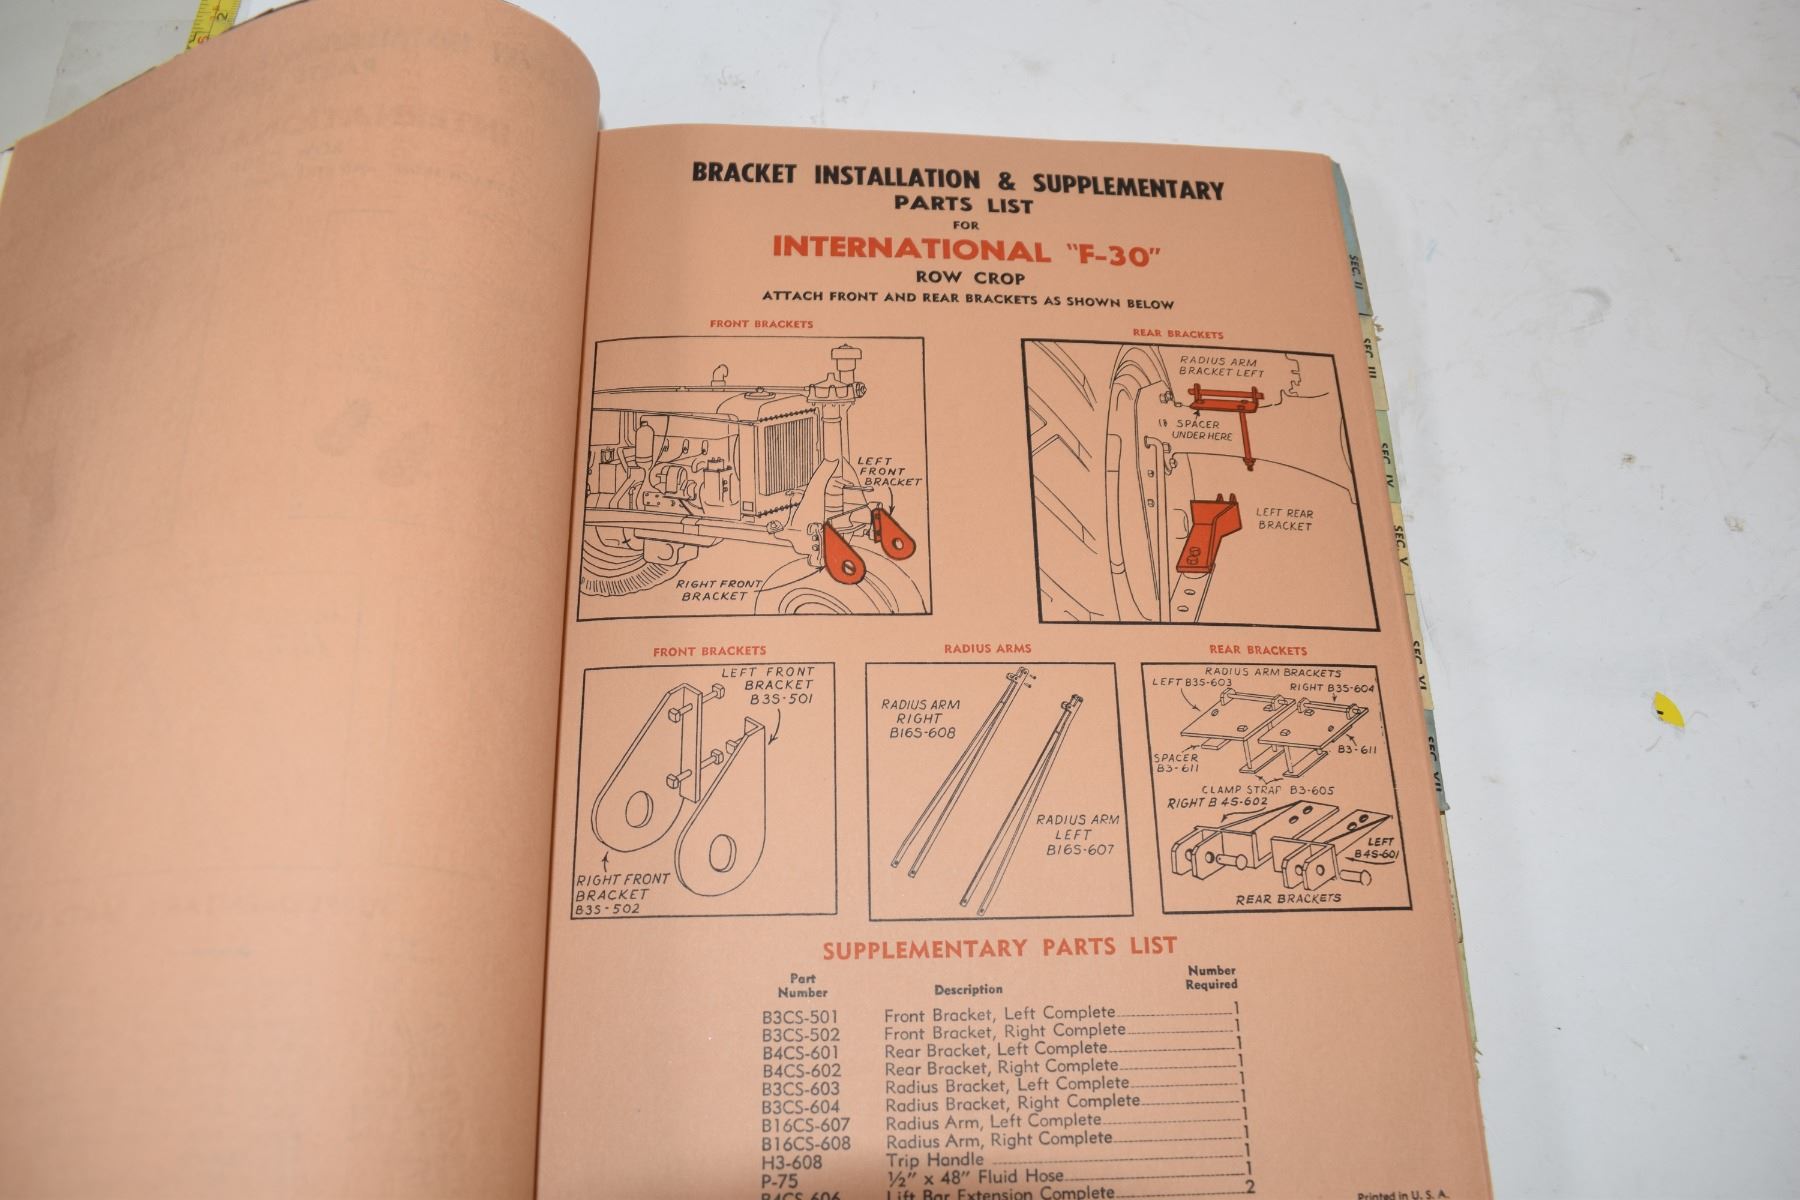 BRACKET INSTALLATION & SUPPLEMENTARY
PARTS LIST
FOR
INTERNATIONAL "F-30"
ROW CROP
ATTACH FRONT AND REAR BRACKETS AS SHOWN BELOW
FRONT BRACKETS
LEFT
FRONT
BRACKET
RIGHT FRONT
BRACKET
REAR BRACKETS
RADIUS ARM
BRACKET LEFT
SPACER
UNDER HERE
LEFT REAR
BRACKET
FRONT BRACKETS
LEFT FRONT
BRACKET
B3S-501
RIGHT FRONT
BRACKET
B3S-502
RADIUS ARMS
RADIUS ARM
RIGHT
B16S-608
RADIUS ARM
LEFT
B16S-607
REAR BRACKETS
RADIUS ARM BRACKETS
LEFT B3S-603
RIGHT B3S-604
SPACER
B3-611
B3-611
CLAMP STRAP B3-605
RIGHT B4S-602
LEFT
B4S-601
REAR BRACKETS
SUPPLEMENTARY PARTS LIST
Part Number Description Number Required
B3CS-501 Front Bracket, Left Complete 1
B3CS-502 Front Bracket, Right Complete 1
B4CS-601 Rear Bracket, Left Complete 1
B4CS-602 Rear Bracket, Right Complete 1
B3CS-603 Radius Bracket, Left Complete 1
B3CS-604 Radius Bracket, Right Complete 1
B16CS-607 Radius Arm, Left Complete 1
B16CS-608 Radius Arm, Right Complete 1
H3-608 Trip Handle 1
P-75 ½" x 48" Fluid Hose 1
B4CS-606 Lift Bar Extension Complete 2
Printed in U. S. A.
SEC. II
SEC. III
SEC. IV
SEC. V
SEC. VI
SEC. VII
2